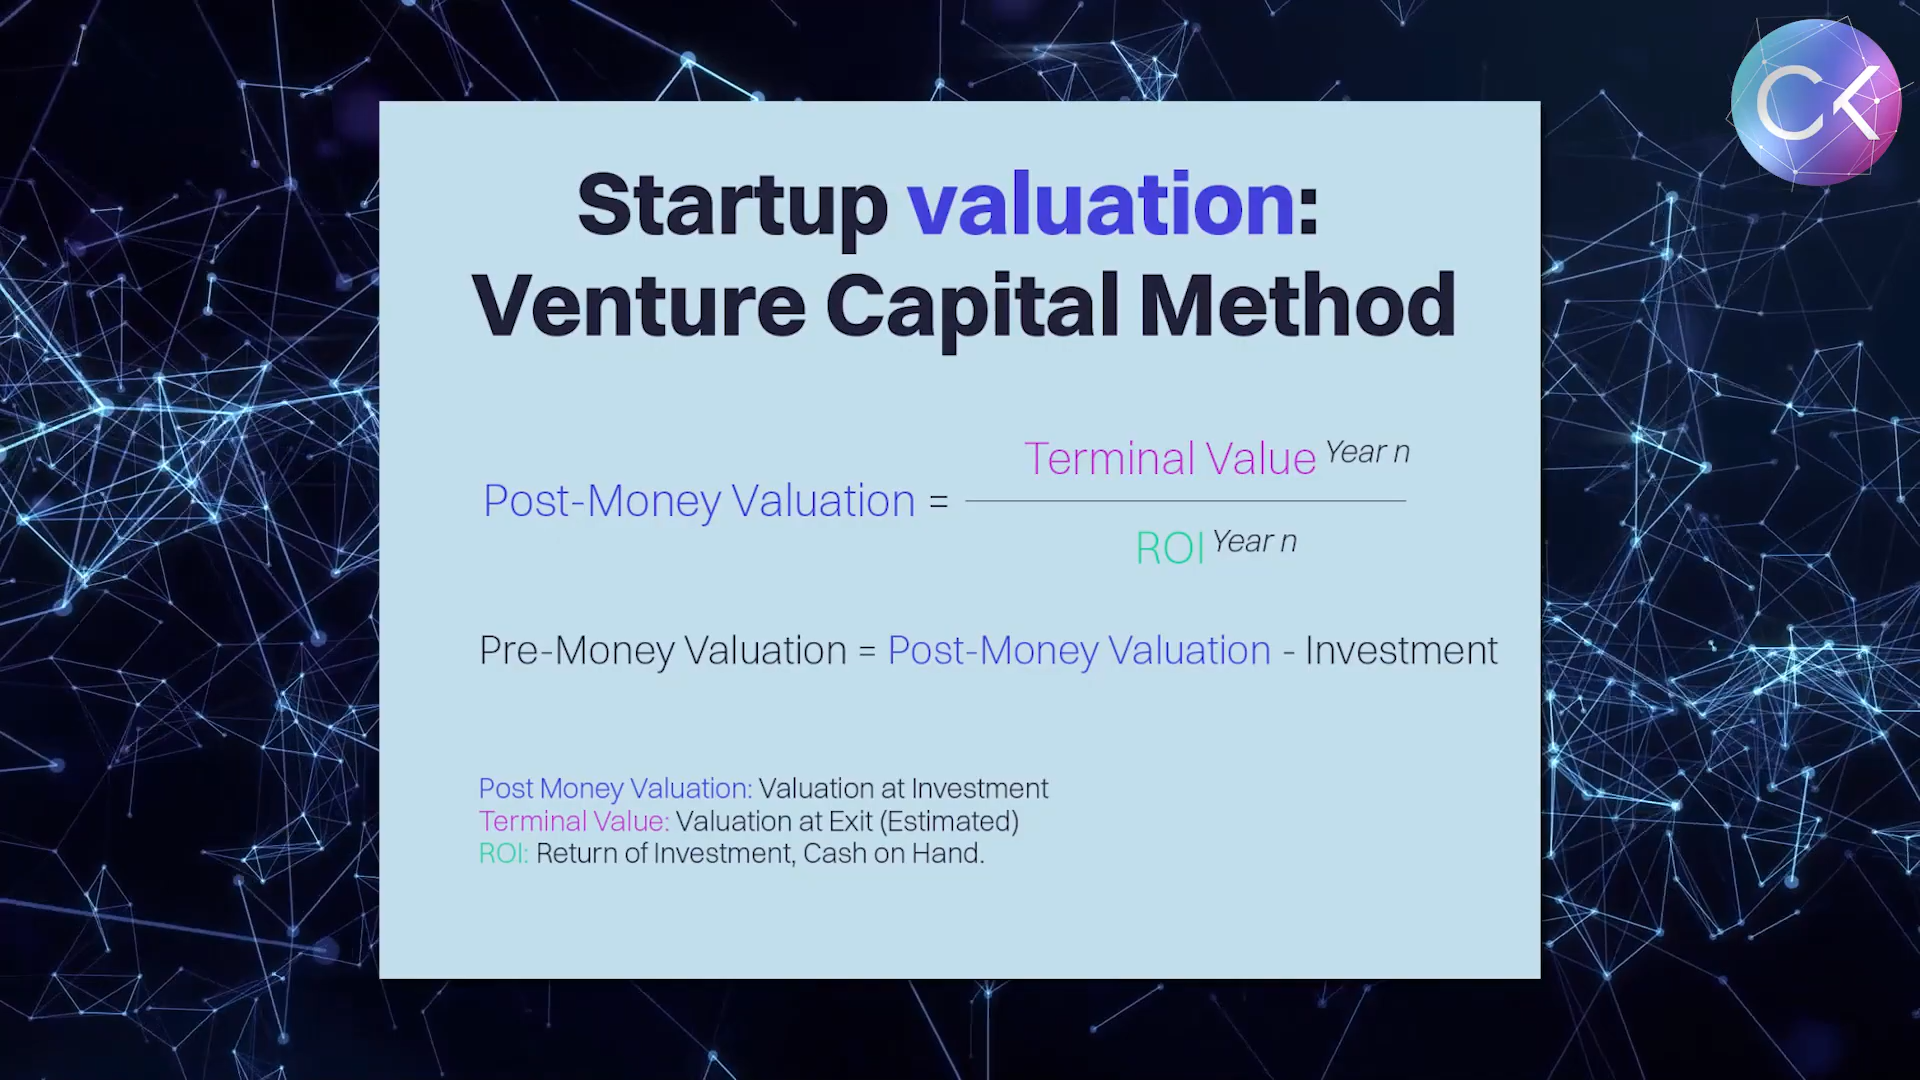 CK
Startup valuation:
Venture Capital Method
Post-Money Valuation = Terminal Value Year n
ROI Year n
Pre-Money Valuation = Post-Money Valuation - Investment
Post Money Valuation: Valuation at Investment
Terminal Value: Valuation at Exit (Estimated)
ROI: Return of Investment, Cash on Hand.